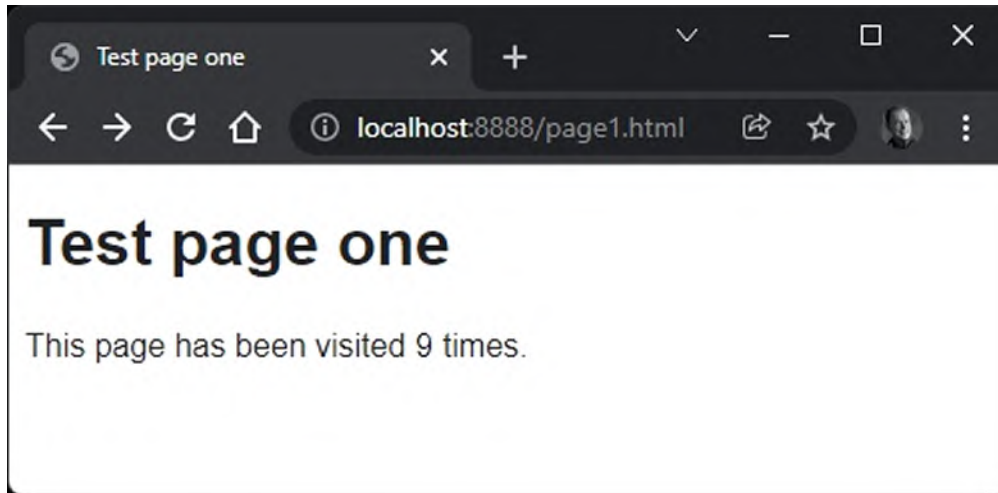 Test page one
localhost:8888/page1.html
Test page one
This page has been visited 9 times.